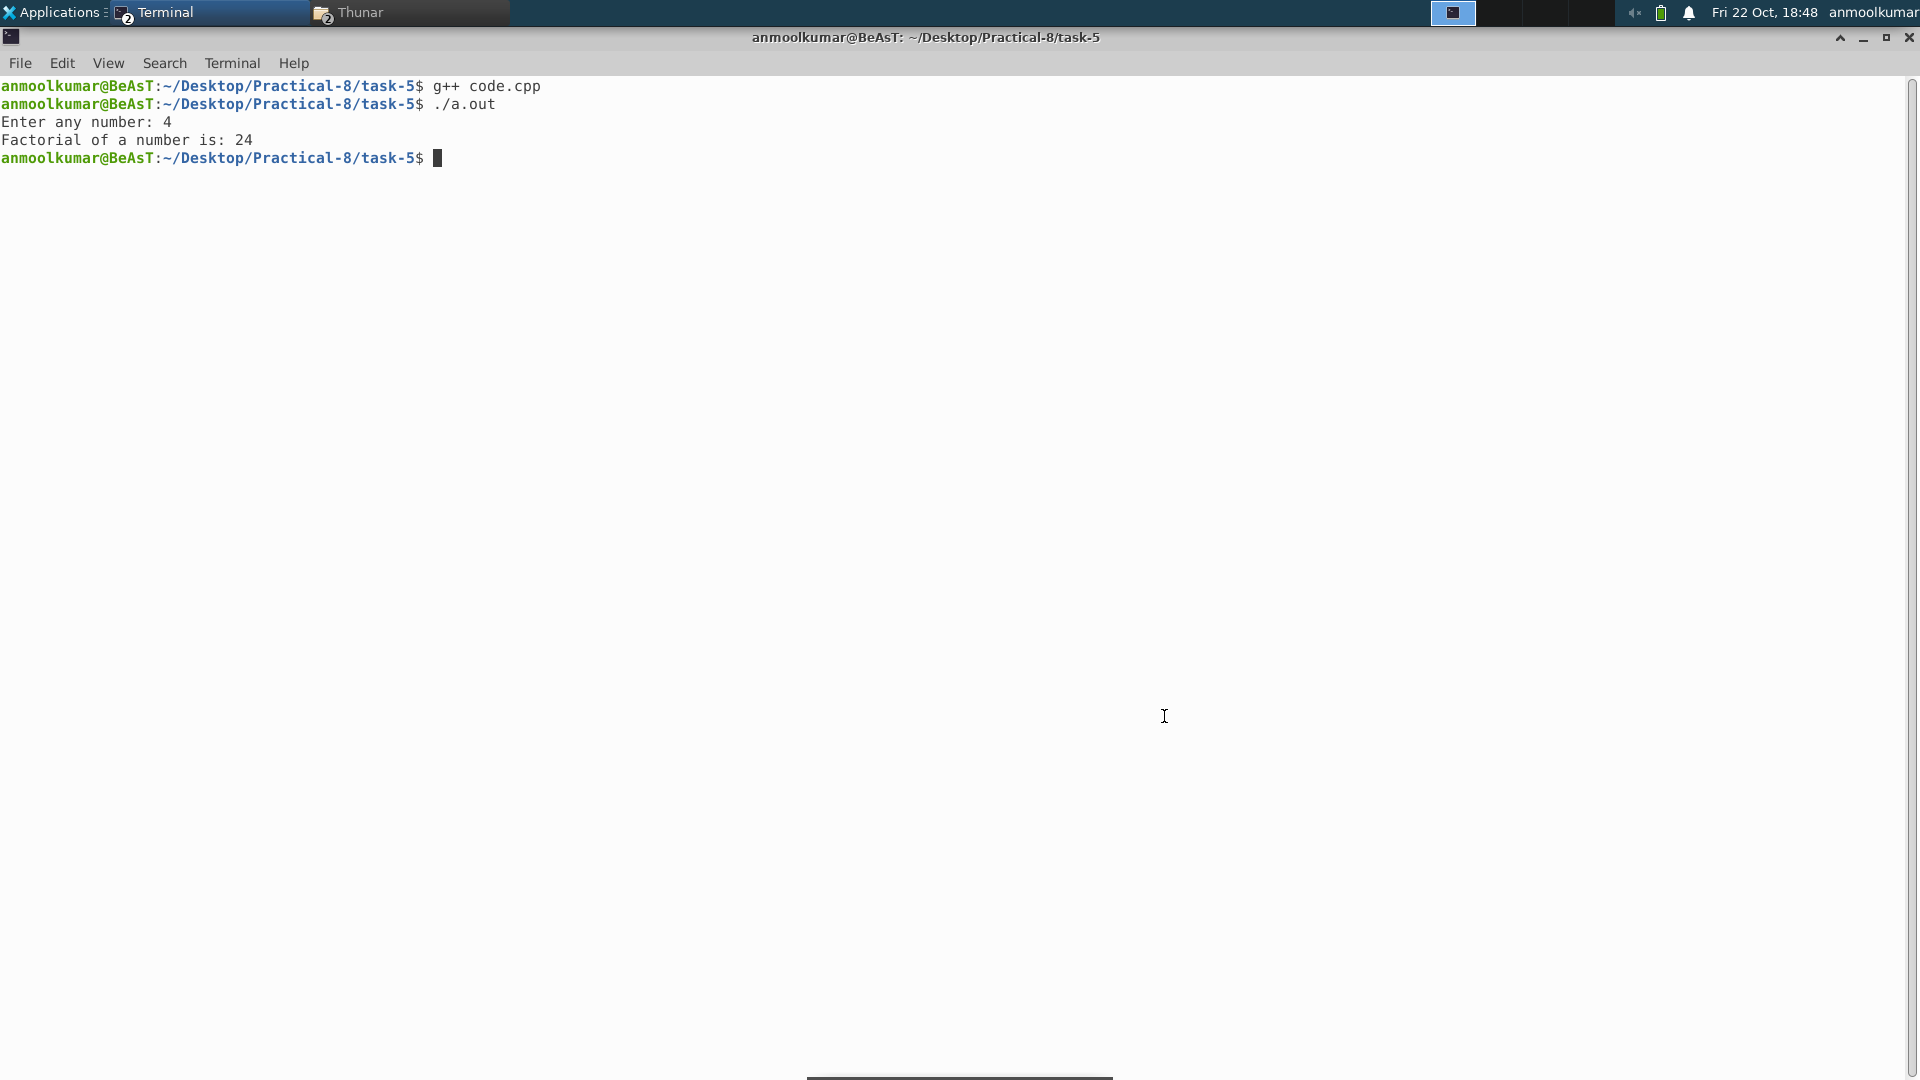 Applications 2 Terminal 2 Thunar Fri 22 Oct, 18:48 anmoolkumar
anmoolkumar@BeAsT: ~/Desktop/Practical-8/task-5
File Edit View Search Terminal Help
anmoolkumar@BeAsT:~/Desktop/Practical-8/task-5$ g++ code.cpp
anmoolkumar@BeAsT:~/Desktop/Practical-8/task-5$ ./a.out
Enter any number: 4
Factorial of a number is: 24
anmoolkumar@BeAsT:~/Desktop/Practical-8/task-5$